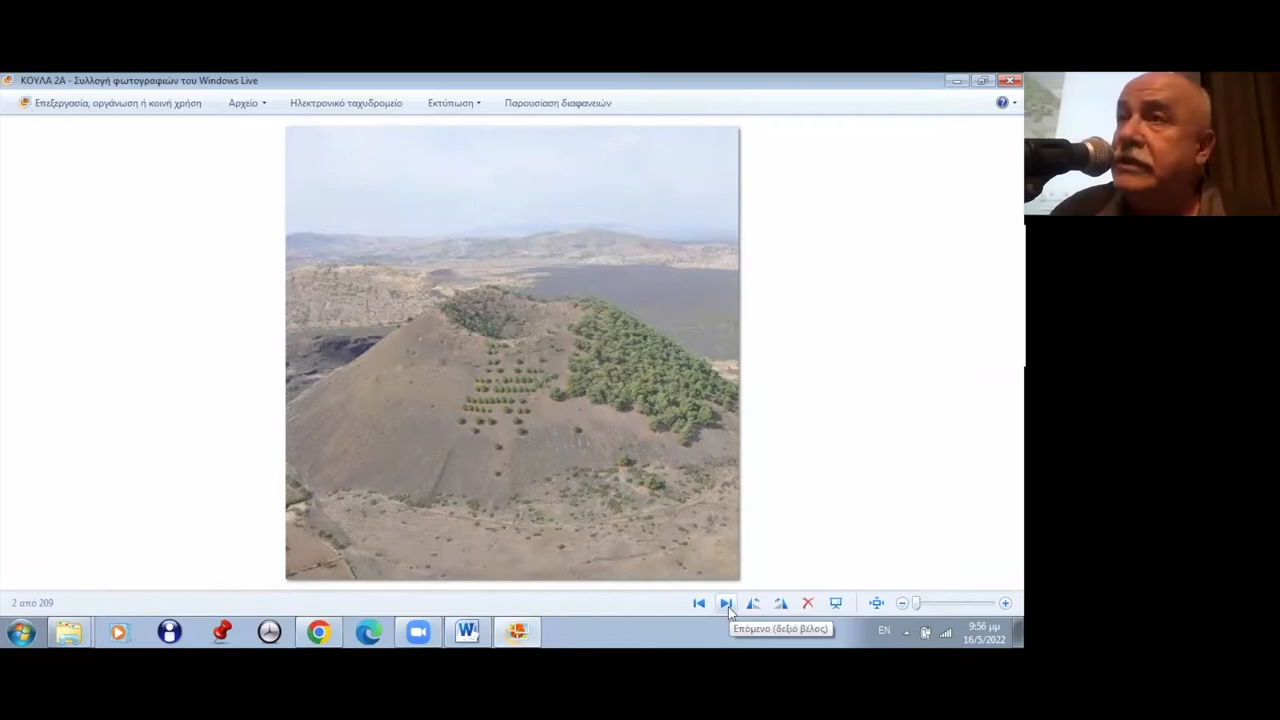 ΚΟΥΛΑ 2Α - Συλλογή φωτογραφιών του Windows Live
Επεξεργασία, οργάνωση ή κοινή χρήση Αρχείο Ηλεκτρονικό ταχυδρομείο Εκτύπωση Παρουσίαση διαφανειών
2 από 209
Επόμενο (δεξιό βέλος)
EN
9:56 μμ
16/5/2022